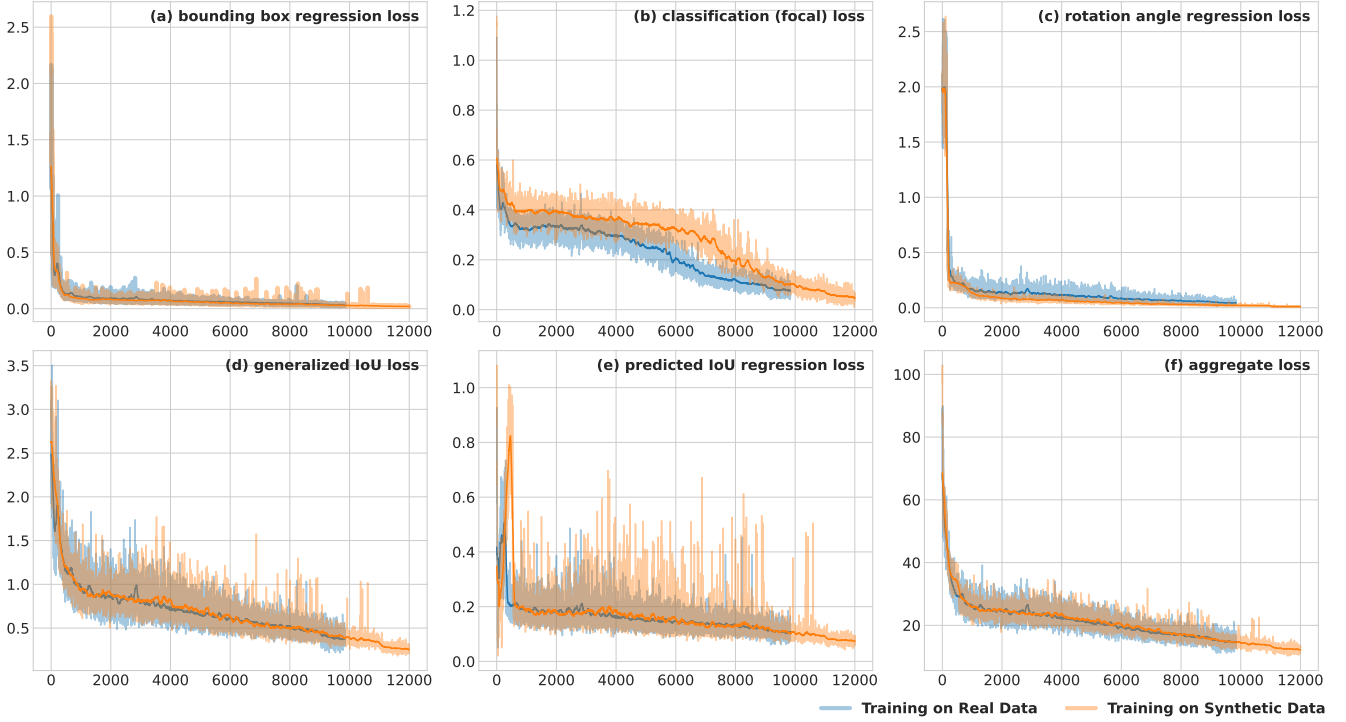 (a) bounding box regression loss
2.5
2.0
1.5
1.0
0.5
0.0
0 2000 4000 6000 8000 10000 12000
(b) classification (focal) loss
1.2
1.0
0.8
0.6
0.4
0.2
0.0
0 2000 4000 6000 8000 10000 12000
(c) rotation angle regression loss
2.5
2.0
1.5
1.0
0.5
0.0
0 2000 4000 6000 8000 10000 12000
(d) generalized IoU loss
3.5
3.0
2.5
2.0
1.5
1.0
0.5
0 2000 4000 6000 8000 10000 12000
(e) predicted IoU regression loss
1.0
0.8
0.6
0.4
0.2
0.0
0 2000 4000 6000 8000 10000 12000
(f) aggregate loss
100
80
60
40
20
0 2000 4000 6000 8000 10000 12000
Training on Real Data
Training on Synthetic Data